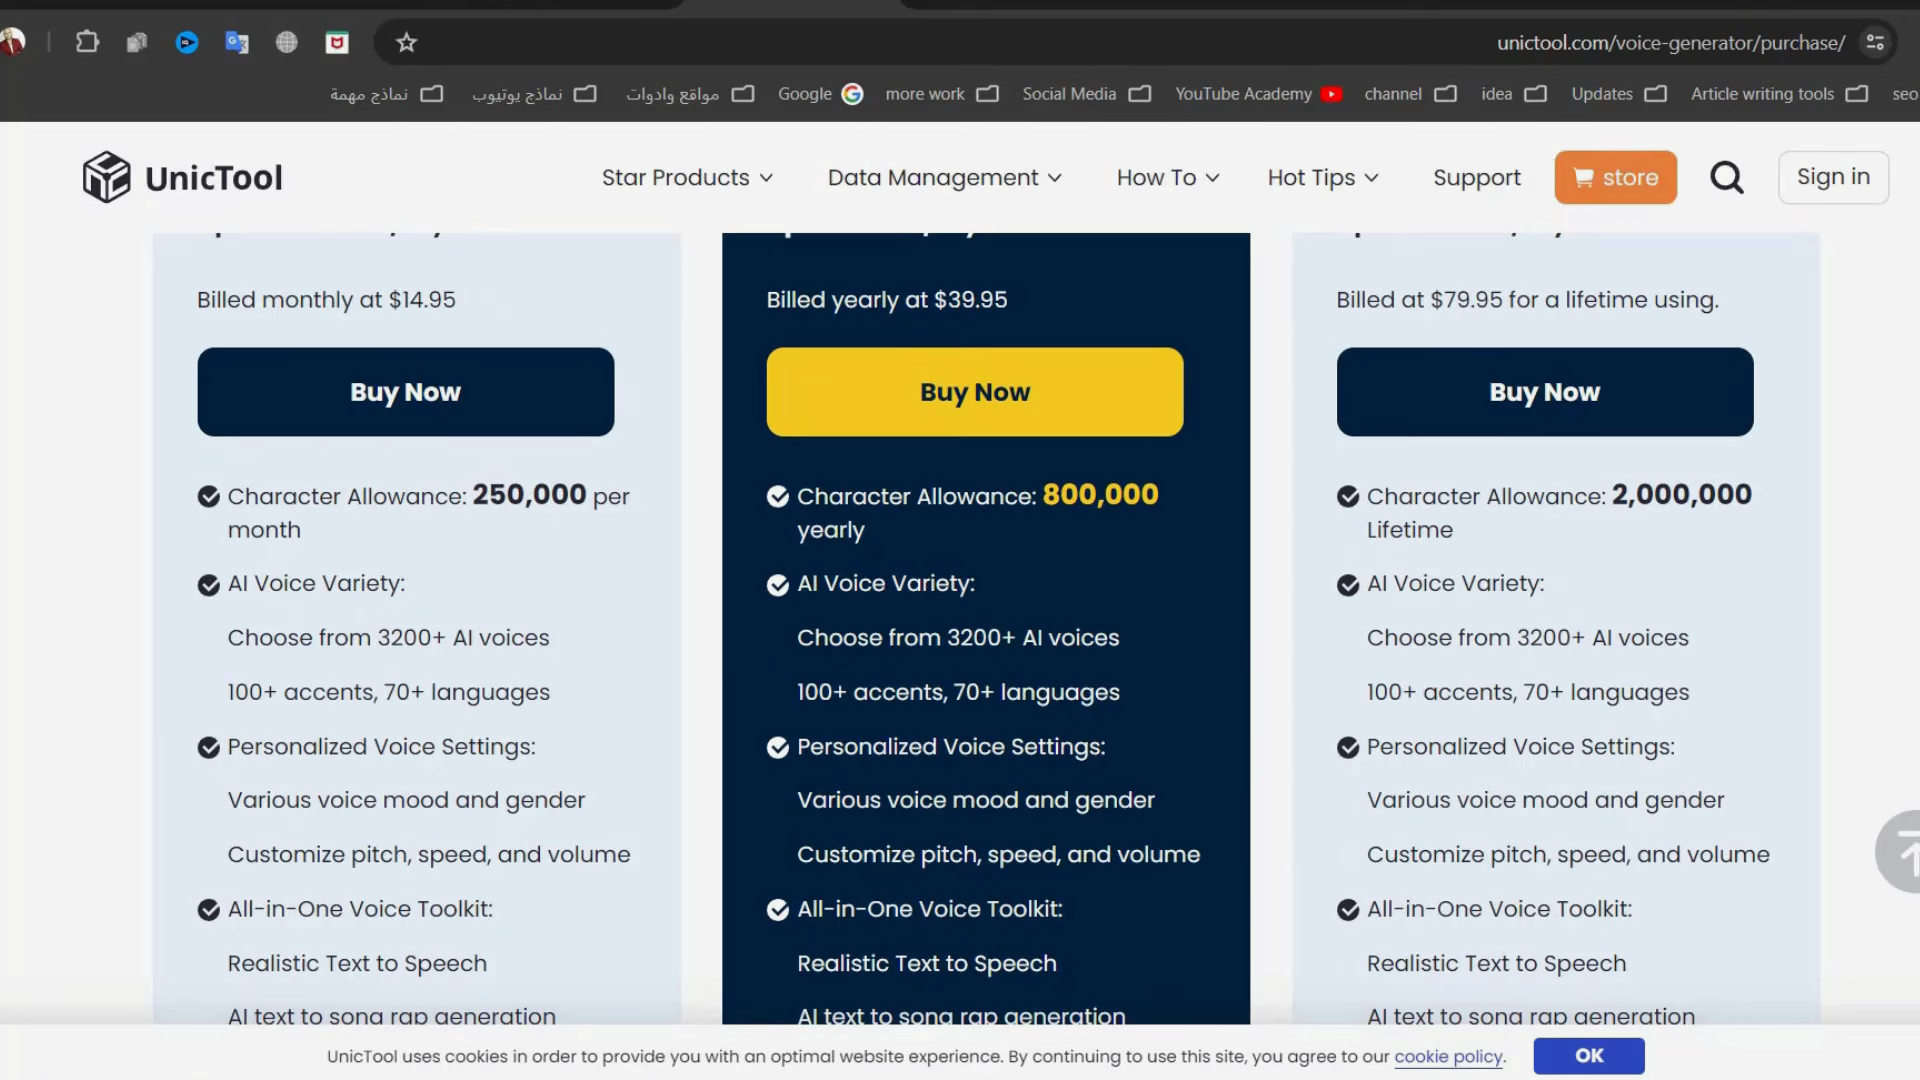 unictool.com/voice-generator/purchase/
نماذج مهمة
نماذج يوتيوب
مواقع وادوات
Google
more work
Social Media
YouTube Academy
channel
idea
Updates
Article writing tools
seo
UnicTool
Star Products
Data Management
How To
Hot Tips
Support
store
Sign in
Billed monthly at $14.95
Buy Now
Character Allowance: 250,000 per
month
AI Voice Variety:
Choose from 3200+ AI voices
100+ accents, 70+ languages
Personalized Voice Settings:
Various voice mood and gender
Customize pitch, speed, and volume
All-in-One Voice Toolkit:
Realistic Text to Speech
AI text to song rap generation
Billed yearly at $39.95
Buy Now
Character Allowance: 800,000
yearly
AI Voice Variety:
Choose from 3200+ AI voices
100+ accents, 70+ languages
Personalized Voice Settings:
Various voice mood and gender
Customize pitch, speed, and volume
All-in-One Voice Toolkit:
Realistic Text to Speech
AI text to song rap generation
Billed at $79.95 for a lifetime using.
Buy Now
Character Allowance: 2,000,000
Lifetime
AI Voice Variety:
Choose from 3200+ AI voices
100+ accents, 70+ languages
Personalized Voice Settings:
Various voice mood and gender
Customize pitch, speed, and volume
All-in-One Voice Toolkit:
Realistic Text to Speech
AI text to song rap generation
UnicTool uses cookies in order to provide you with an optimal website experience. By continuing to use this site, you agree to our cookie policy.
OK